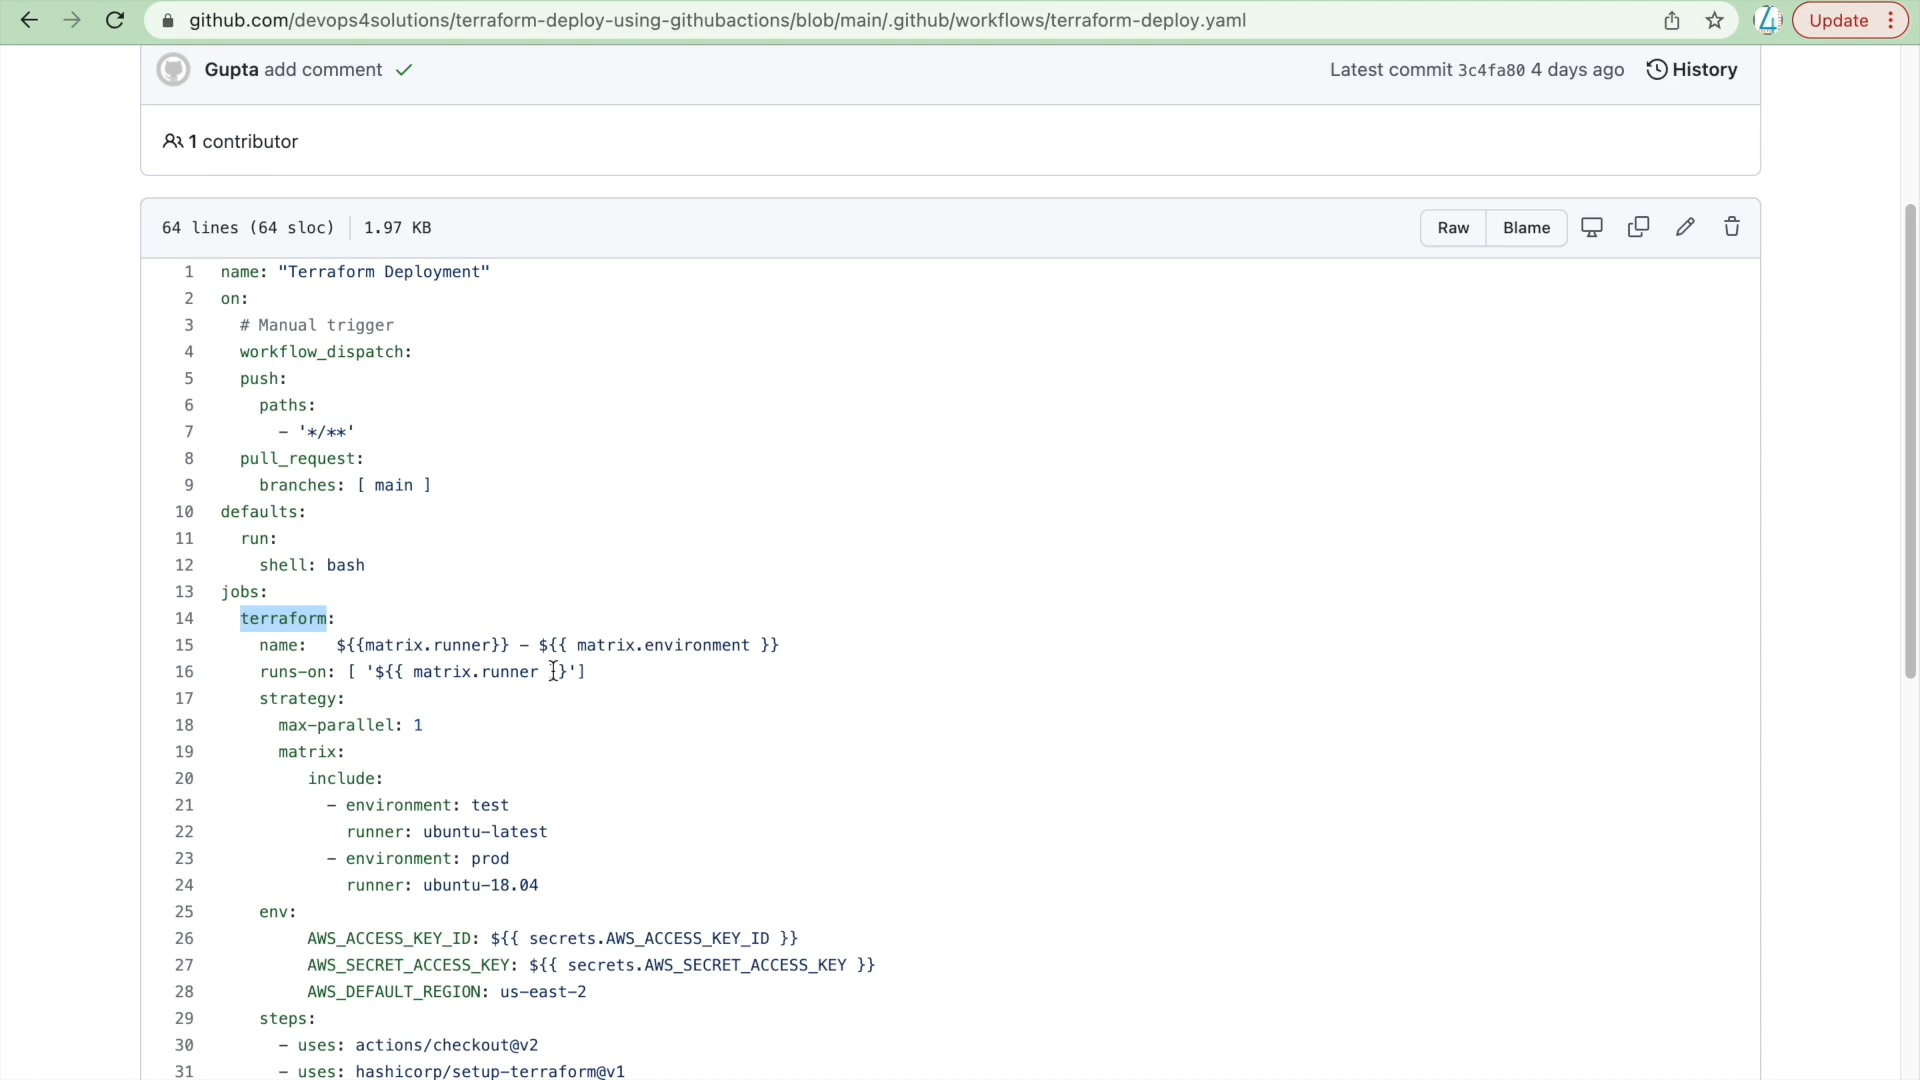 github.com/devops4solutions/terraform-deploy-using-githubactions/blob/main/.github/workflows/terraform-deploy.yaml
Update
Gupta add comment
Latest commit 3c4fa80 4 days ago
History
1 contributor
64 lines (64 sloc)
1.97 KB
Raw
Blame
1 name: "Terraform Deployment"
2 on:
3   # Manual trigger
4   workflow_dispatch:
5   push:
6     paths:
7       - '*/**'
8   pull_request:
9     branches: [ main ]
10 defaults:
11   run:
12     shell: bash
13 jobs:
14   terraform:
15     name:   ${{matrix.runner}} - ${{ matrix.environment }}
16     runs-on: [ '${{ matrix.runner }}']
17     strategy:
18       max-parallel: 1
19       matrix:
20          include:
21            - environment: test
22              runner: ubuntu-latest
23            - environment: prod
24              runner: ubuntu-18.04
25     env:
26          AWS_ACCESS_KEY_ID: ${{ secrets.AWS_ACCESS_KEY_ID }}
27          AWS_SECRET_ACCESS_KEY: ${{ secrets.AWS_SECRET_ACCESS_KEY }}
28          AWS_DEFAULT_REGION: us-east-2
29     steps:
30       - uses: actions/checkout@v2
31       - uses: hashicorp/setup-terraform@v1